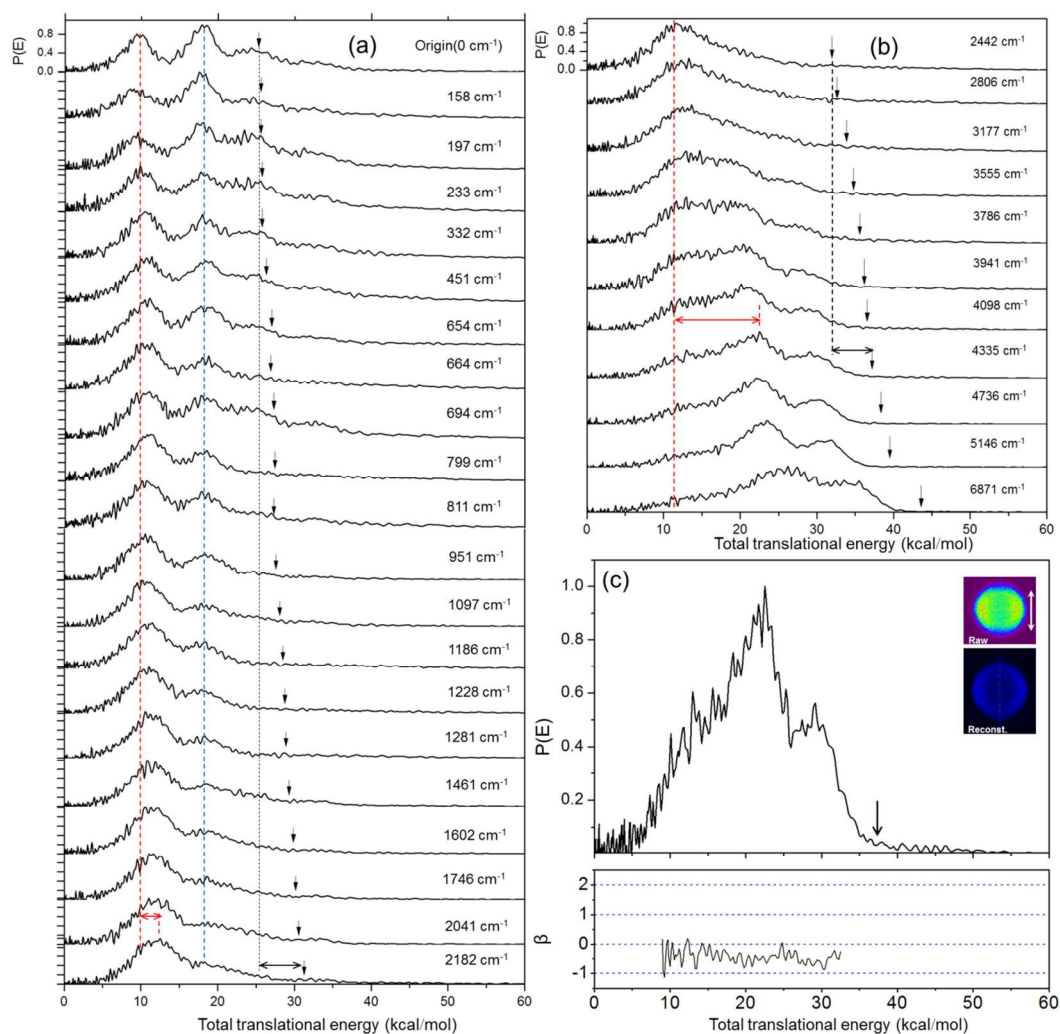 (a)
P(E)
0.8
0.4
0.0
Origin(0 cm⁻¹)
158 cm⁻¹
197 cm⁻¹
233 cm⁻¹
332 cm⁻¹
451 cm⁻¹
654 cm⁻¹
664 cm⁻¹
694 cm⁻¹
799 cm⁻¹
811 cm⁻¹
951 cm⁻¹
1097 cm⁻¹
1186 cm⁻¹
1228 cm⁻¹
1281 cm⁻¹
1461 cm⁻¹
1602 cm⁻¹
1746 cm⁻¹
2041 cm⁻¹
2182 cm⁻¹
0 10 20 30 40 50 60
Total translational energy (kcal/mol)
(b)
P(E)
0.8
0.4
0.0
2442 cm⁻¹
2806 cm⁻¹
3177 cm⁻¹
3555 cm⁻¹
3786 cm⁻¹
3941 cm⁻¹
4098 cm⁻¹
4335 cm⁻¹
4736 cm⁻¹
5146 cm⁻¹
6871 cm⁻¹
0 10 20 30 40 50 60
Total translational energy (kcal/mol)
(c)
P(E)
1.0
0.8
0.6
0.4
0.2
Raw
Reconst.
β
2
1
0
-1
0 10 20 30 40 50 60
Total translational energy (kcal/mol)